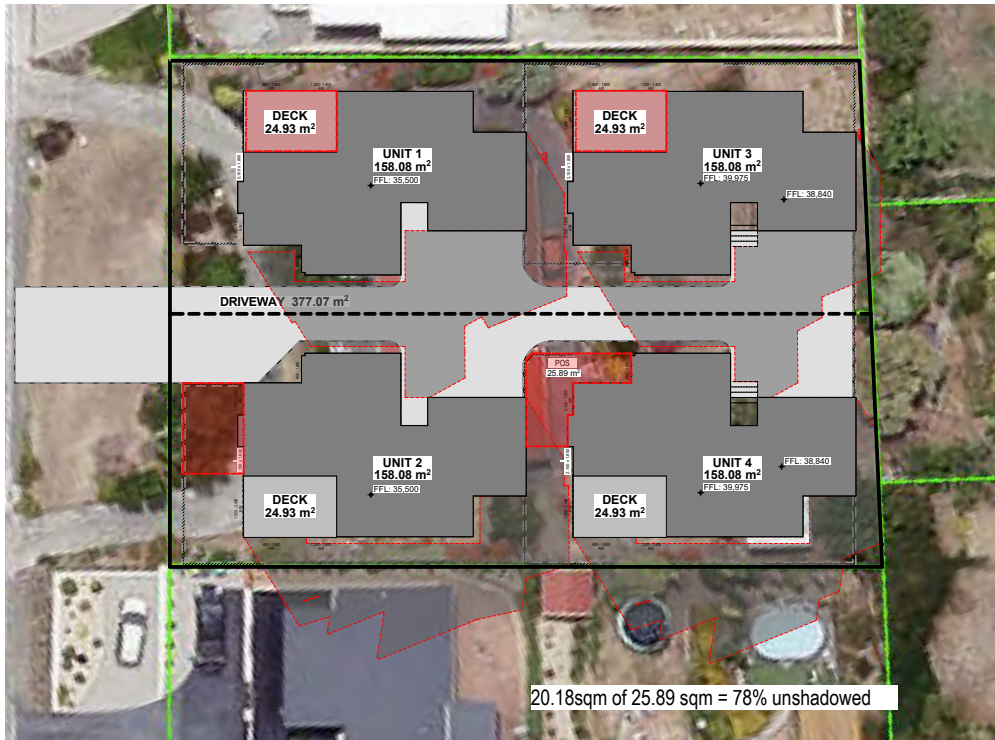 DECK
24.93 m²
DECK
24.93 m²
UNIT 1
158.08 m²
FFL: 35,500
UNIT 3
158.08 m²
FFL: 39,975
FFL: 38,840
DRIVEWAY 377.07 m²
POS
25.89 m²
UNIT 2
158.08 m²
FFL: 35,500
UNIT 4
158.08 m²
FFL: 38,840
FFL: 39,975
DECK
24.93 m²
DECK
24.93 m²
20.18sqm of 25.89 sqm = 78% unshadowed